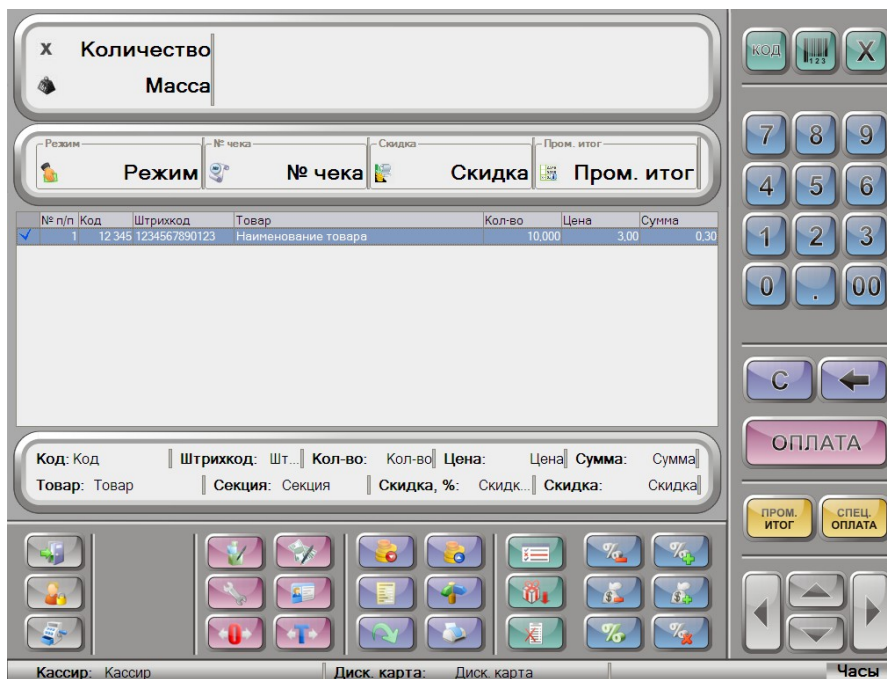 X Количество
Масса
КОД
123
X
Режим № чека Скидка Пром. итог
Режим № чека Скидка Пром. итог
7 8 9
4 5 6
1 2 3
0 . 00
№ п/п Код Штрихкод Товар Кол-во Цена Сумма
1 12 345 1234567890123 Наименование товара 10,000 3,00 0,30
C
ОПЛАТА
Код: Код Штрихкод: Шт... Кол-во: Кол-во Цена: Цена Сумма: Сумма
Товар: Товар Секция: Секция Скидка, %: Скидк... Скидка: Скидка
ПРОМ. ИТОГ
СПЕЦ. ОПЛАТА
0 T
Кассир: Кассир Диск. карта: Диск. карта Часы